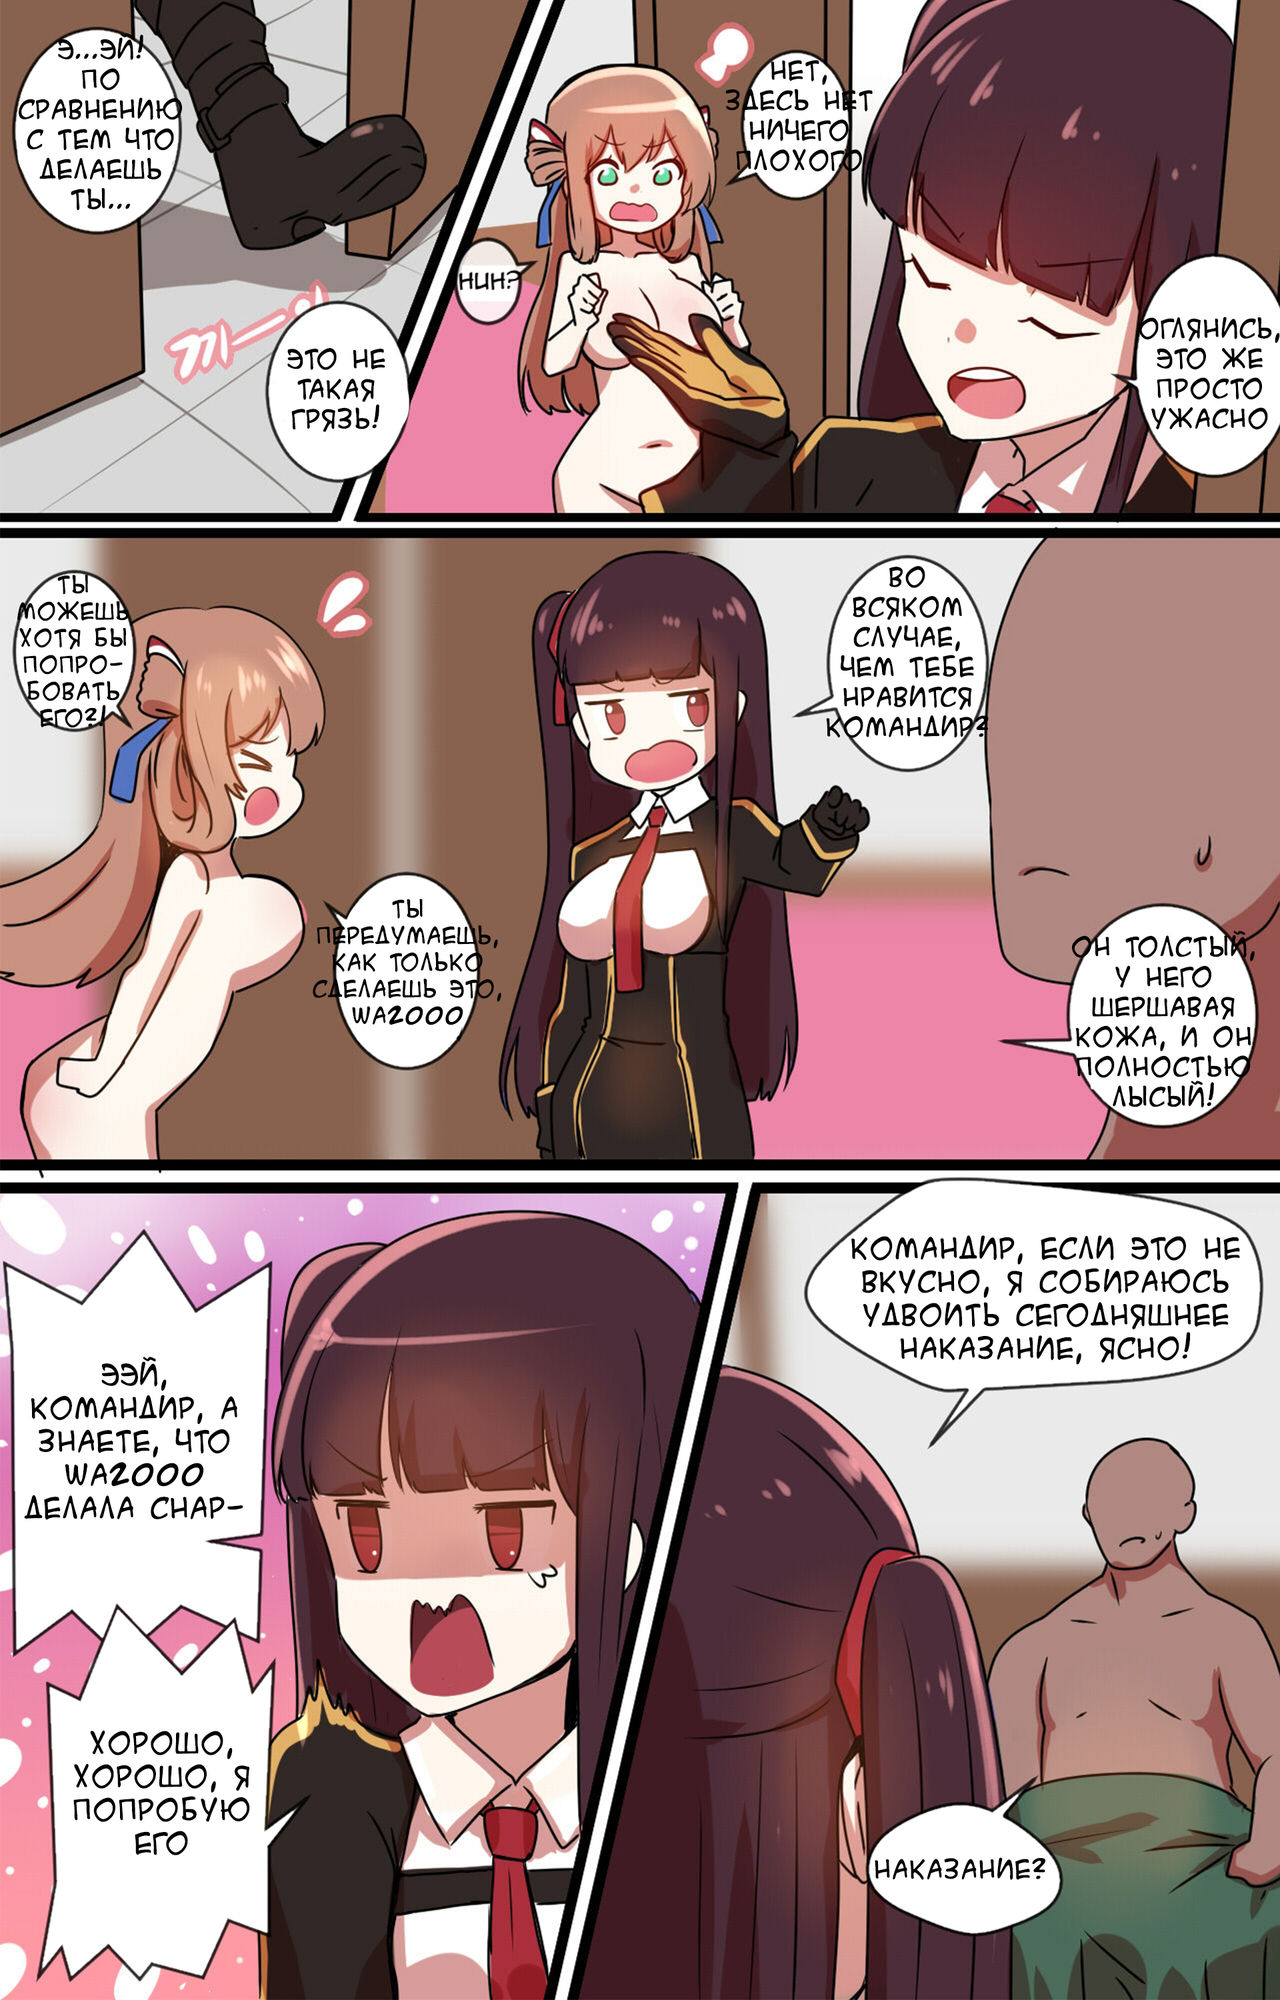 Э...ЭЙ!
ПО
СРАВНЕНИЮ
С ТЕМ ЧТО
ДЕЛАЕШЬ
ТЫ...
ЭТО НЕ
ТАКАЯ
ГРЯЗЬ!
끼—익
НЕТ,
ЗДЕСЬ НЕТ
НИЧЕГО
ПЛОХОГО
HUH?
ОГЛЯНИСЬ,
ЭТО ЖЕ
ПРОСТО
УЖАСНО
ТЫ
МОЖЕШЬ
ХОТЯ БЫ
ПОПРО-
БОВАТЬ
ЕГО?!
ТЫ
ПЕРЕДУМАЕШЬ,
КАК ТОЛЬКО
СДЕЛАЕШЬ ЭТО,
WA2000
ВО
ВСЯКОМ
СЛУЧАЕ,
ЧЕМ ТЕБЕ
НРАВИТСЯ
КОМАНДИР?
ОН ТОЛСТЫЙ,
У НЕГО
ШЕРШАВАЯ
КОЖА, И ОН
ПОЛНОСТЬЮ
ЛЫСЫЙ!
ЭЭЙ,
КОМАНДИР, А
ЗНАЕТЕ, ЧТО
WA2000
ДЕЛАЛА СНАР-
ХОРОШО,
ХОРОШО, Я
ПОПРОБУЮ
ЕГО
КОМАНДИР, ЕСЛИ ЭТО НЕ
ВКУСНО, Я СОБИРАЮСЬ
УДВОИТЬ СЕГОДНЯШНЕЕ
НАКАЗАНИЕ, ЯСНО!
НАКАЗАНИЕ?